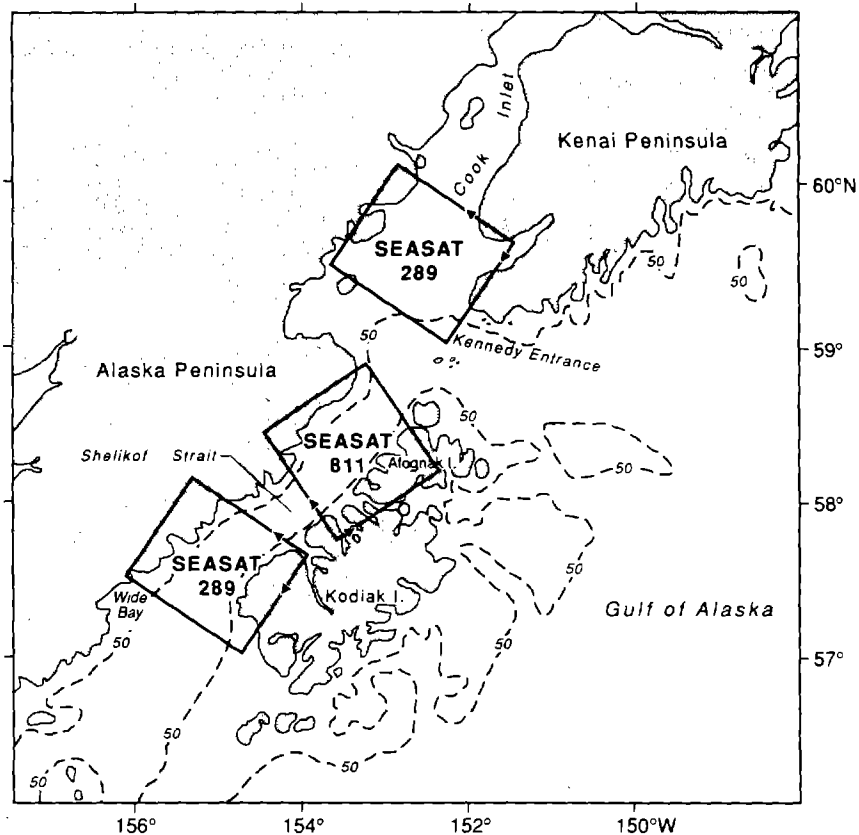 Cook Inlet
Kenai Peninsula
60°N
SEASAT
289
50
50
50
Kennedy Entrance
59°
Alaska Peninsula
50
SEASAT
811
Shelikof Strait
Afognak I.
50
58°
SEASAT
289
50
Wide
Bay
Kodiak I.
Gulf of Alaska
50
50
57°
50
50
50
156°
154°
152°
150°W